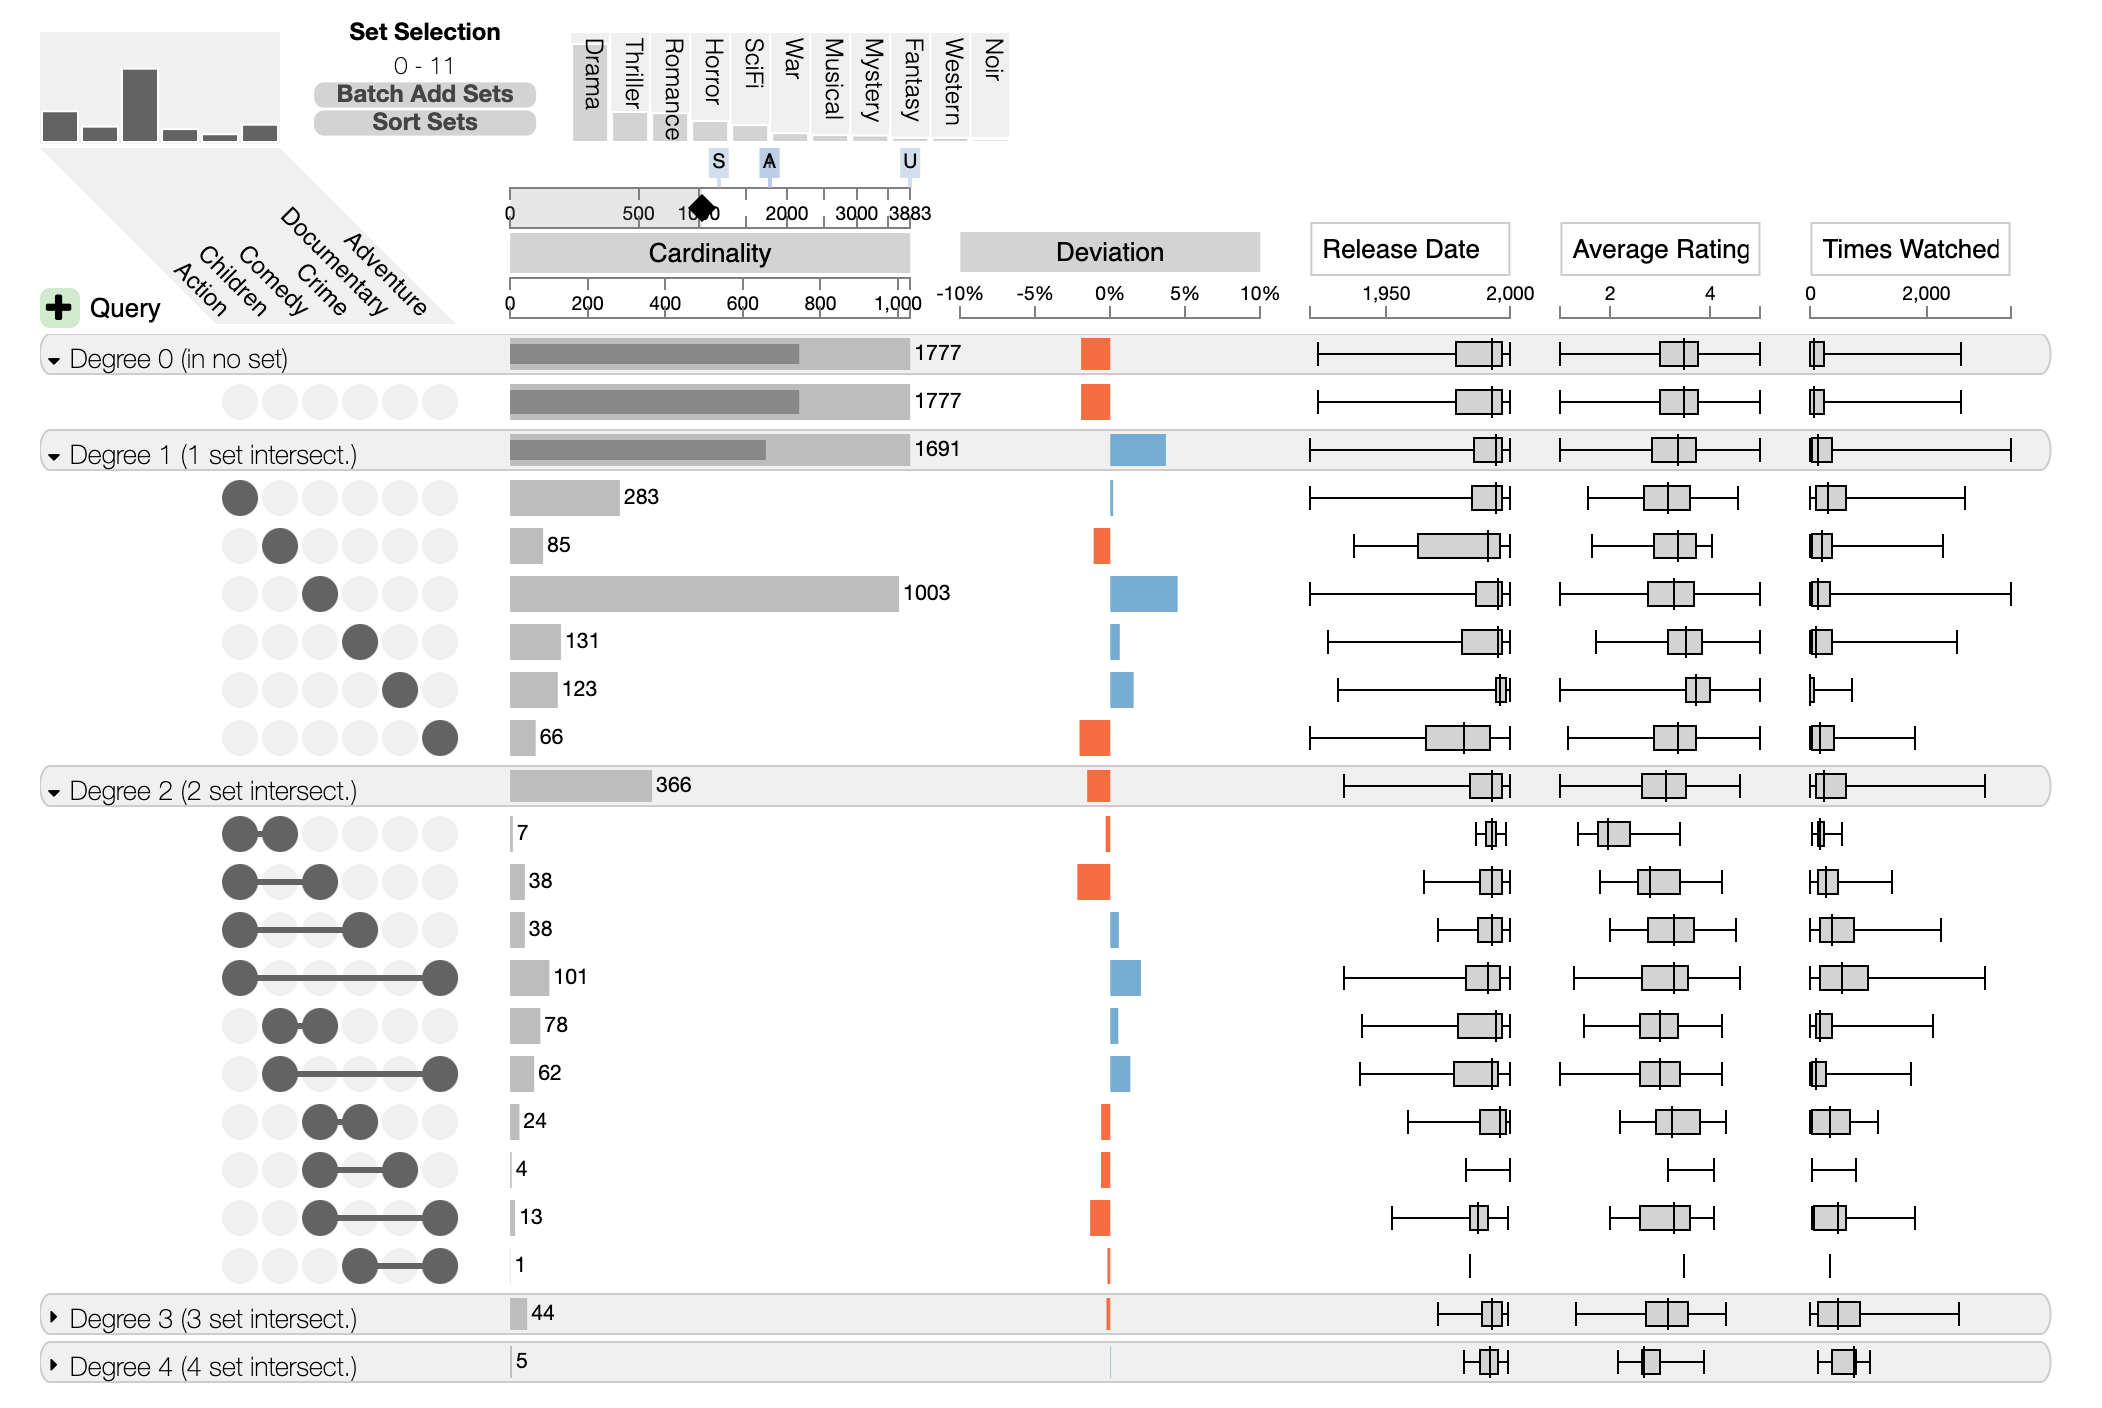 Set Selection
0 - 11
Batch Add Sets
Sort Sets
Drama
Thriller
Romance
Horror
SciFi
War
Musical
Mystery
Fantasy
Western
Noir
S A U
0 500 1000 2000 3000 3883
Action
Children
Comedy
Crime
Documentary
Adventure
Query
Cardinality Deviation Release Date Average Rating Times Watched
0 200 400 600 800 1,000 -10% -5% 0% 5% 10% 1,950 2,000 2 4 0 2,000
Degree 0 (in no set) 1777
1777
Degree 1 (1 set intersect.) 1691
283
85
1003
131
123
66
Degree 2 (2 set intersect.) 366
7
38
38
101
78
62
24
4
13
1
Degree 3 (3 set intersect.) 44
Degree 4 (4 set intersect.) 5